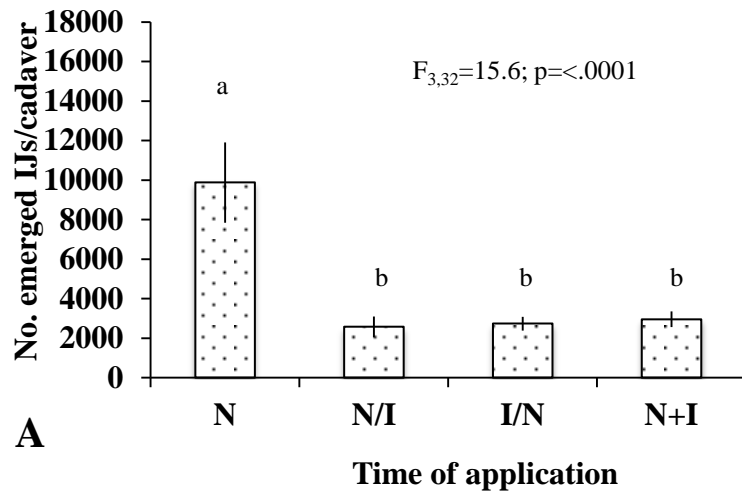 No. emerged IJs/cadaver
18000
16000
14000
12000
10000
8000
6000
4000
2000
0
F3,32=15.6; p=<.0001
a
b
b
b
N
N/I
I/N
N+I
A
Time of application